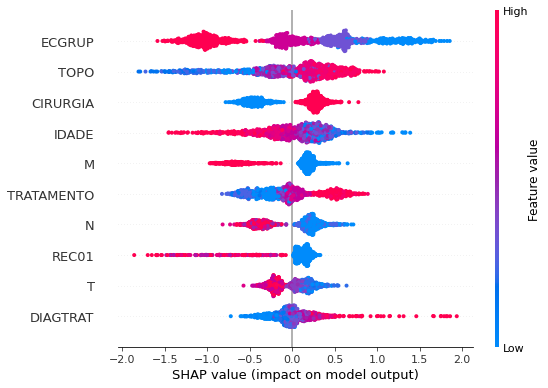 High
ECGRUP
TOPO
CIRURGIA
IDADE
M
TRATAMENTO
N
REC01
T
DIAGTRAT
Feature value
Low
−2.0 −1.5 −1.0 −0.5 0.0 0.5 1.0 1.5 2.0
SHAP value (impact on model output)